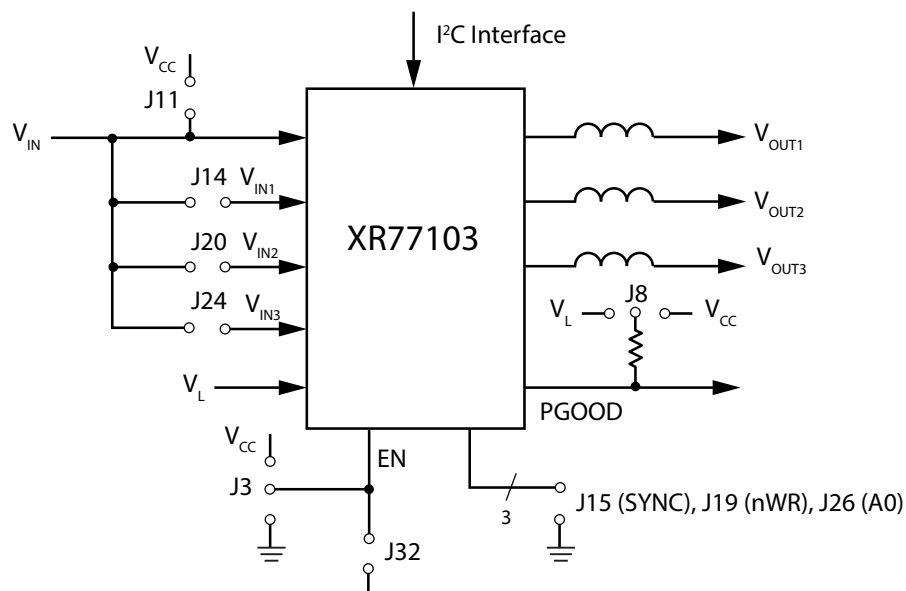 I²C Interface
V_CC
J11
V_IN
J14
V_IN1
J20
V_IN2
J24
V_IN3
V_L
XR77103
V_OUT1
V_OUT2
V_OUT3
J8
V_L
V_CC
PGOOD
V_CC
J3
EN
J32
3
J15 (SYNC), J19 (nWR), J26 (A0)